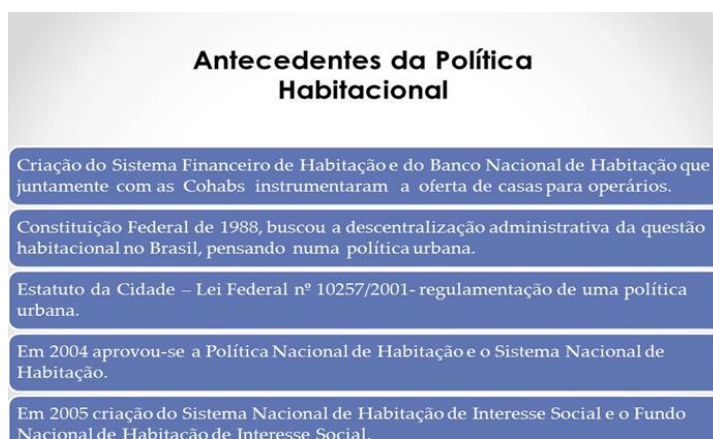 Antecedentes da Política
Habitacional
Criação do Sistema Financeiro de Habitação e do Banco Nacional de Habitação que
juntamente com as Cohabs instrumentaram a oferta de casas para operários.
Constituição Federal de 1988, buscou a descentralização administrativa da questão
habitacional no Brasil, pensando numa política urbana.
Estatuto da Cidade – Lei Federal nº 10257/2001- regulamentação de uma política
urbana.
Em 2004 aprovou-se a Política Nacional de Habitação e o Sistema Nacional de
Habitação.
Em 2005 criação do Sistema Nacional de Habitação de Interesse Social e o Fundo
Nacional de Habitação de Interesse Social.